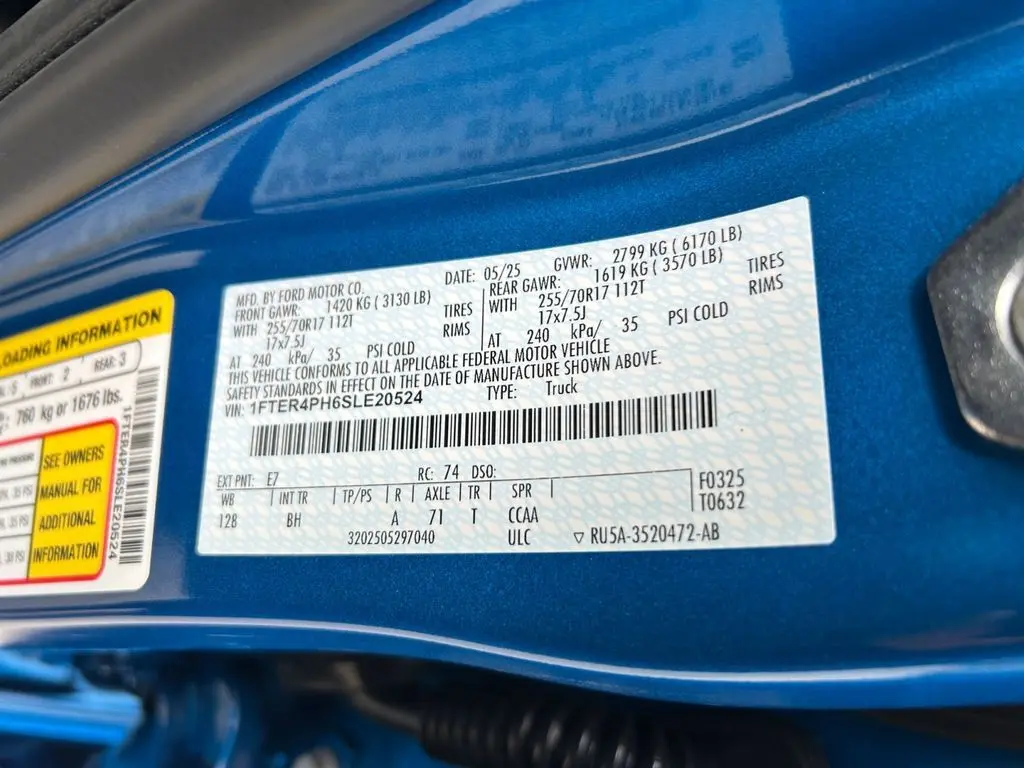 LOADING INFORMATION
5 FRONT: 2 REAR: 3
760 kg or 1676 lbs.
SEE OWNERS
MANUAL FOR
ADDITIONAL
INFORMATION
35 PSI
35 PSI
1FTER4PH6SLE20524
MFD. BY FORD MOTOR CO. DATE: 05/25 GVWR: 2799 KG ( 6170 LB)
FRONT GAWR: 1420 KG ( 3130 LB) REAR GAWR: 1619 KG ( 3570 LB)
WITH 255/70R17 112T TIRES WITH 255/70R17 112T TIRES
17x7.5J RIMS 17x7.5J RIMS
AT 240 kPa/ 35 PSI COLD AT 240 kPa/ 35 PSI COLD
THIS VEHICLE CONFORMS TO ALL APPLICABLE FEDERAL MOTOR VEHICLE
SAFETY STANDARDS IN EFFECT ON THE DATE OF MANUFACTURE SHOWN ABOVE.
VIN: 1FTER4PH6SLE20524 TYPE: Truck
EXT PNT: E7 RC: 74 DSO:
WB INT TR TP/PS R AXLE TR SPR F0325
128 BH A 71 T CCAA T0632
3202505297040 ULC ▽ RU5A-3520472-AB